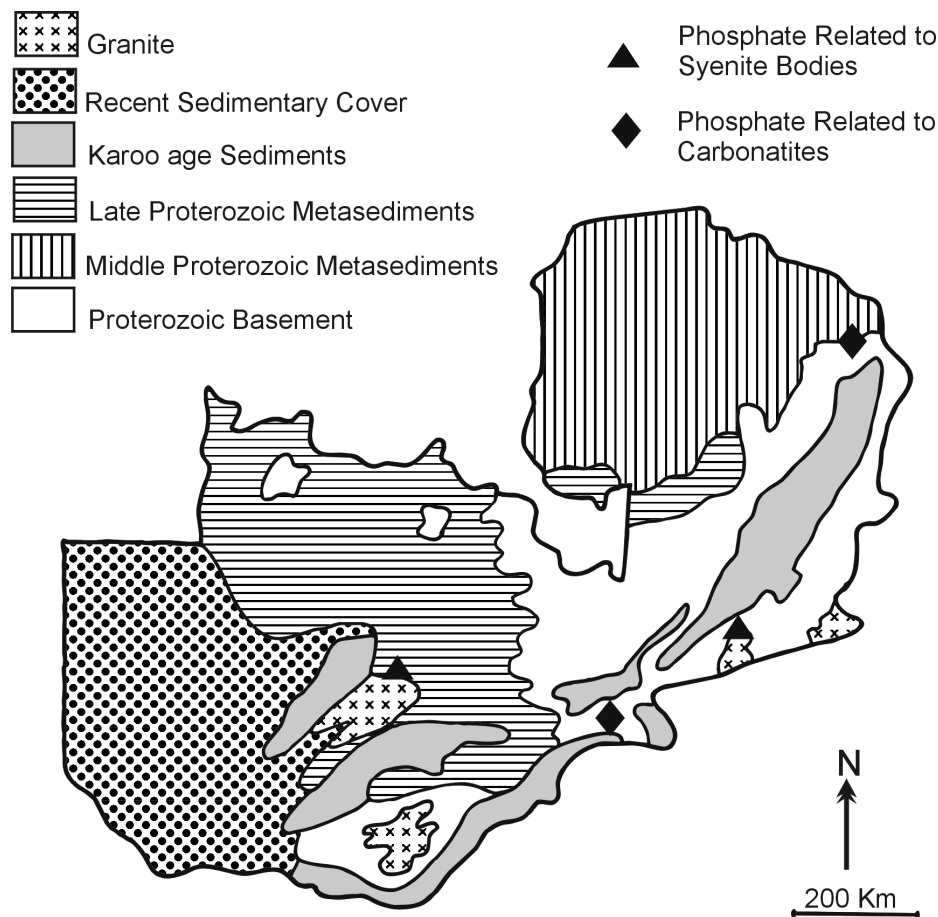 Granite
Recent Sedimentary Cover
Karoo age Sediments
Late Proterozoic Metasediments
Middle Proterozoic Metasediments
Proterozoic Basement
Phosphate Related to
Syenite Bodies
Phosphate Related to
Carbonatites
N
200 Km